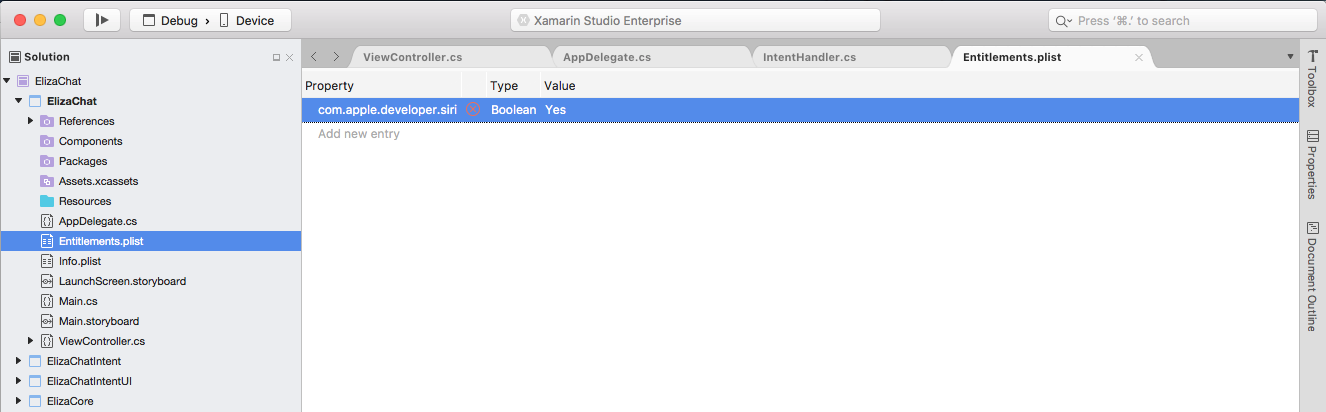 Debug › Device
Xamarin Studio Enterprise
Press ‘⌘.’ to search
Solution
ElizaChat
ElizaChat
References
Components
Packages
Assets.xcassets
Resources
AppDelegate.cs
Entitlements.plist
Info.plist
LaunchScreen.storyboard
Main.cs
Main.storyboard
ViewController.cs
ElizaChatIntent
ElizaChatIntentUI
ElizaCore
ViewController.cs
AppDelegate.cs
IntentHandler.cs
Entitlements.plist
Property Type Value
com.apple.developer.siri Boolean Yes
Add new entry
Toolbox
Properties
Document Outline